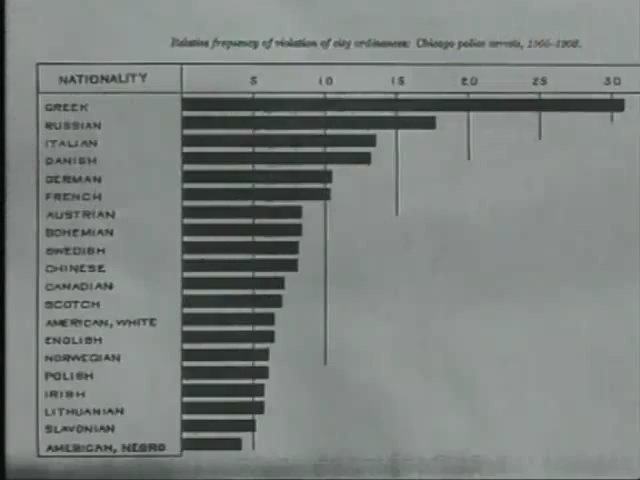 Relative frequency of violation of city ordinances: Chicago police arrests, 1905-1908.
NATIONALITY 5 10 15 20 25 30
GREEK
RUSSIAN
ITALIAN
DANISH
GERMAN
FRENCH
AUSTRIAN
BOHEMIAN
SWEDISH
CHINESE
CANADIAN
SCOTCH
AMERICAN, WHITE
ENGLISH
NORWEGIAN
POLISH
IRISH
LITHUANIAN
SLAVONIAN
AMERICAN, NEGRO